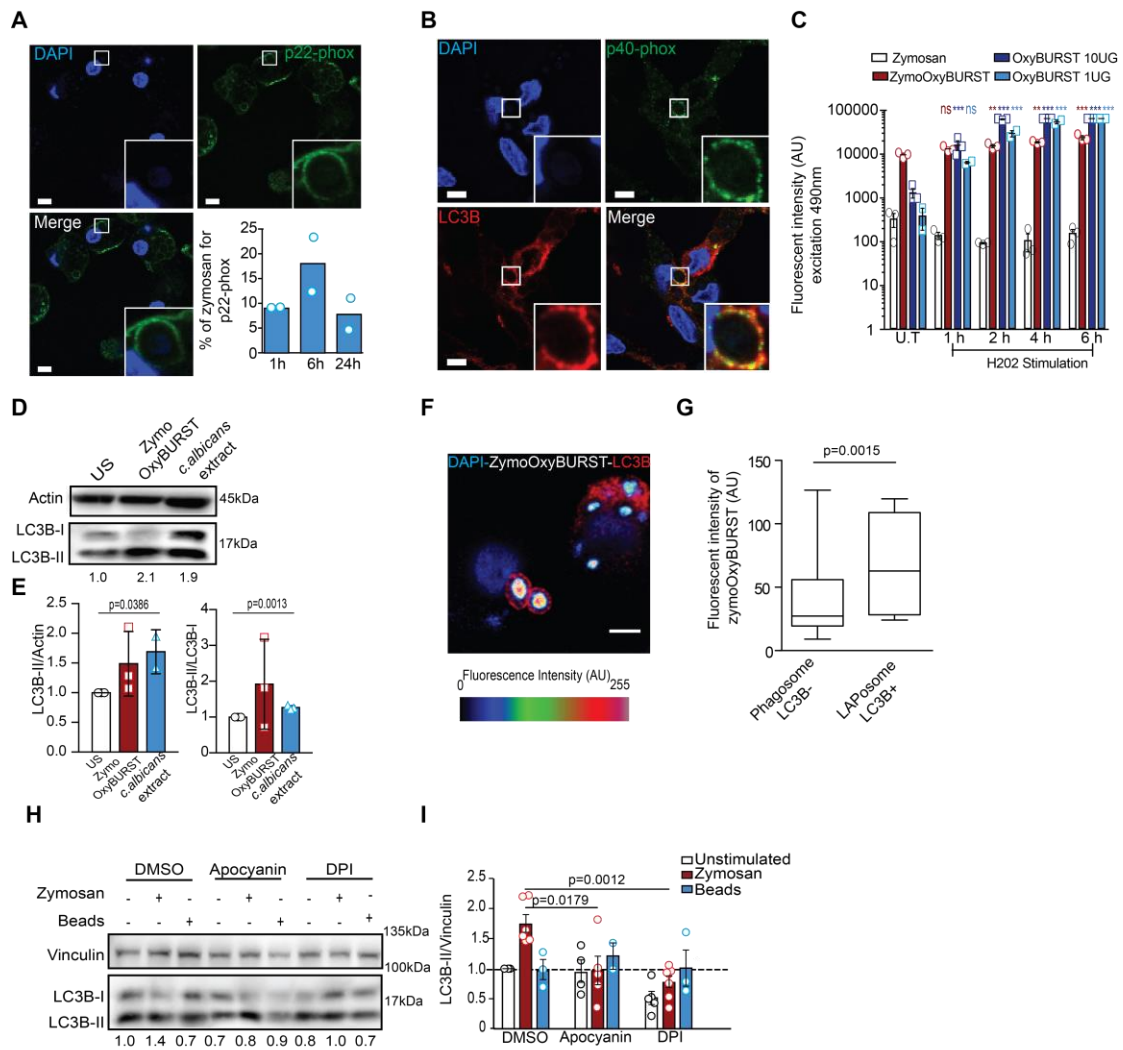 A
DAPI
p22-phox
Merge
% of zymosan for
p22-phox
25
20
15
10
5
0
1h 6h 24h
B
DAPI
p40-phox
LC3B
Merge
C
Zymosan
OxyBURST 10UG
ZymoOxyBURST
OxyBURST 1UG
Fluorescent intensity (AU)
excitation 490nm
100000
10000
1000
100
10
1
ns *** ns
** *** ***
** *** ***
*** *** ***
U.T 1 h 2 h 4 h 6 h
H202 Stimulation
D
US
Zymo
OxyBURST
c.albicans
extract
Actin
45kDa
LC3B-I
17kDa
LC3B-II
1.0 2.1 1.9
E
p=0.0386
LC3B-II/Actin
2.5
2.0
1.5
1.0
0.5
0.0
US
Zymo
OxyBURST
c.albicans
extract
p=0.0013
LC3B-II/LC3B-I
4
3
2
1
0
US
Zymo
OxyBURST
c.albicans
extract
F
DAPI-ZymoOxyBURST-LC3B
Fluorescence Intensity (AU)
0
255
G
p=0.0015
Fluorescent intensity of
zymoOxyBURST (AU)
150
100
50
0
Phagosome
LC3B-
LAPosome
LC3B+
H
DMSO Apocyanin DPI
Zymosan - + - - + - - + -
Beads - - + - - + - - +
135kDa
Vinculin
100kDa
LC3B-I
17kDa
LC3B-II
1.0 1.4 0.7 0.7 0.8 0.9 0.8 1.0 0.7
I
Unstimulated
Zymosan
Beads
p=0.0012
p=0.0179
LC3B-II/Vinculin
2.5
2.0
1.5
1.0
0.5
0.0
DMSO Apocyanin DPI